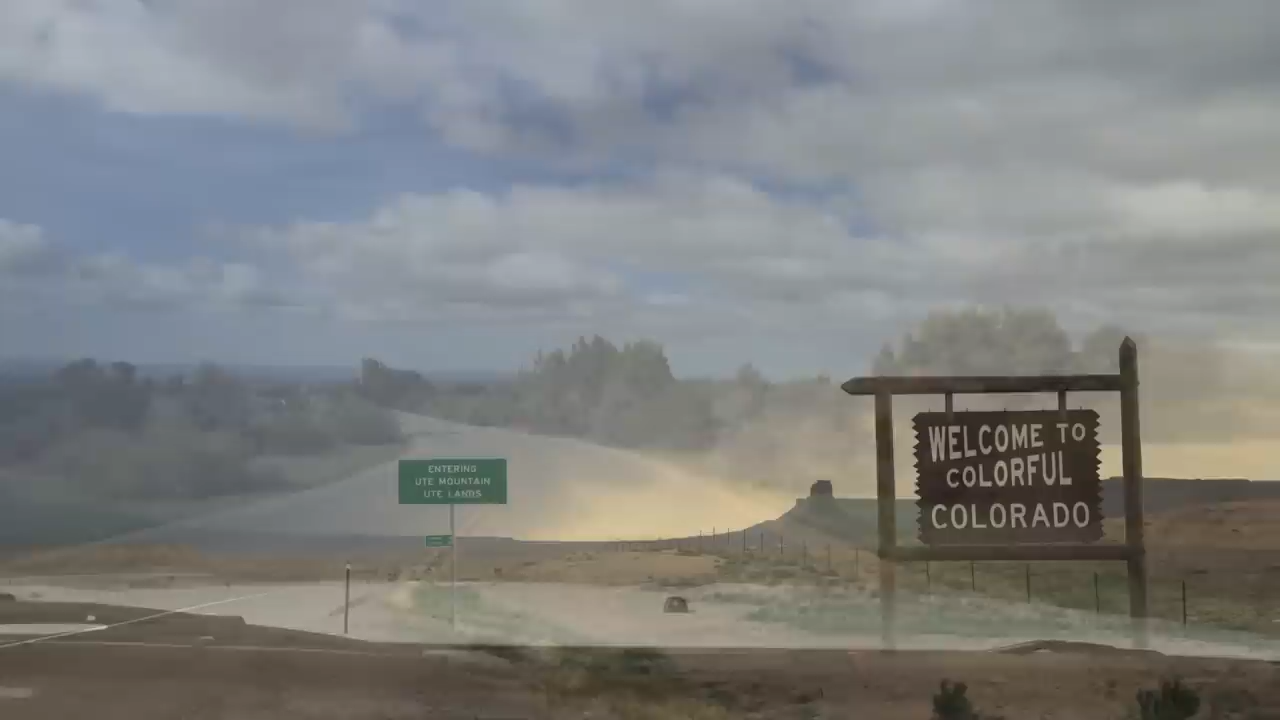 ENTERING
UTE MOUNTAIN
UTE LANDS
WELCOME TO
COLORFUL
COLORADO